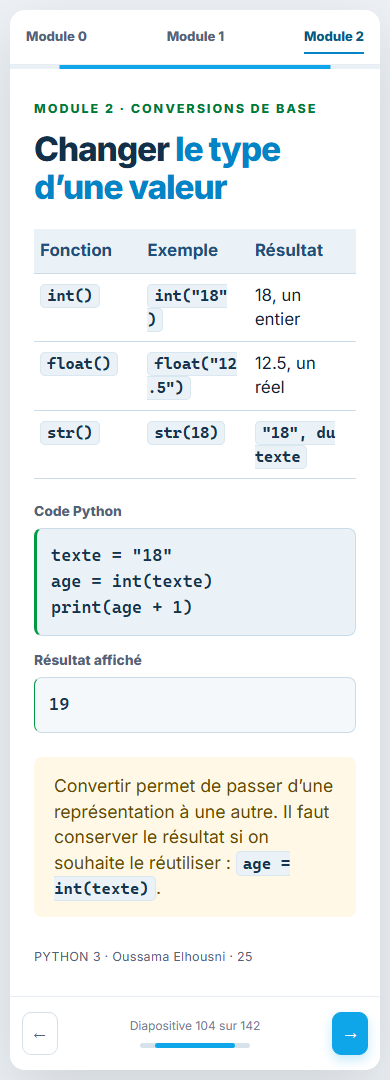 Module 0 Module 1 Module 2
MODULE 2 · CONVERSIONS DE BASE
Changer le type
d’une valeur
Fonction Exemple Résultat
int() int("18" 18, un
) entier
float() float("12 12.5, un
.5") réel
str() str(18) "18", du
texte
Code Python
texte = "18"
age = int(texte)
print(age + 1)
Résultat affiché
19
Convertir permet de passer d’une
représentation à une autre. Il faut
conserver le résultat si on
souhaite le réutiliser : age =
int(texte).
PYTHON 3 · Oussama Elhousni · 25
← Diapositive 104 sur 142 →